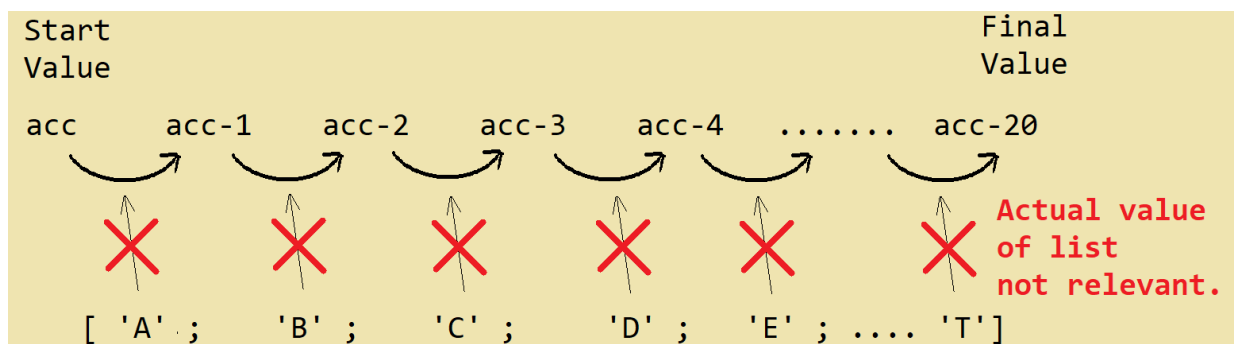 Start Final
Value Value
acc acc-1 acc-2 acc-3 acc-4 ....... acc-20
Actual value
of list
not relevant.
[ 'A' ; 'B' ; 'C' ; 'D' ; 'E' ; .... 'T']